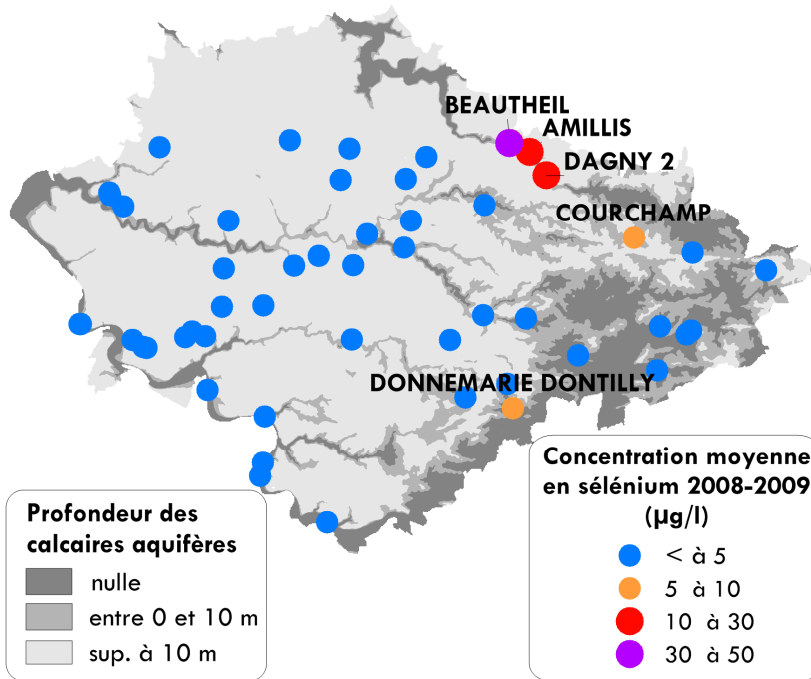 BEAUTHEIL
AMILLIS
DAGNY 2
COURCHAMP
DONNEMARIE DONTILLY
Profondeur des
calcaires aquifères
nulle
entre 0 et 10 m
sup. à 10 m
Concentration moyenne
en sélénium 2008-2009
(µg/l)
< à 5
5 à 10
10 à 30
30 à 50